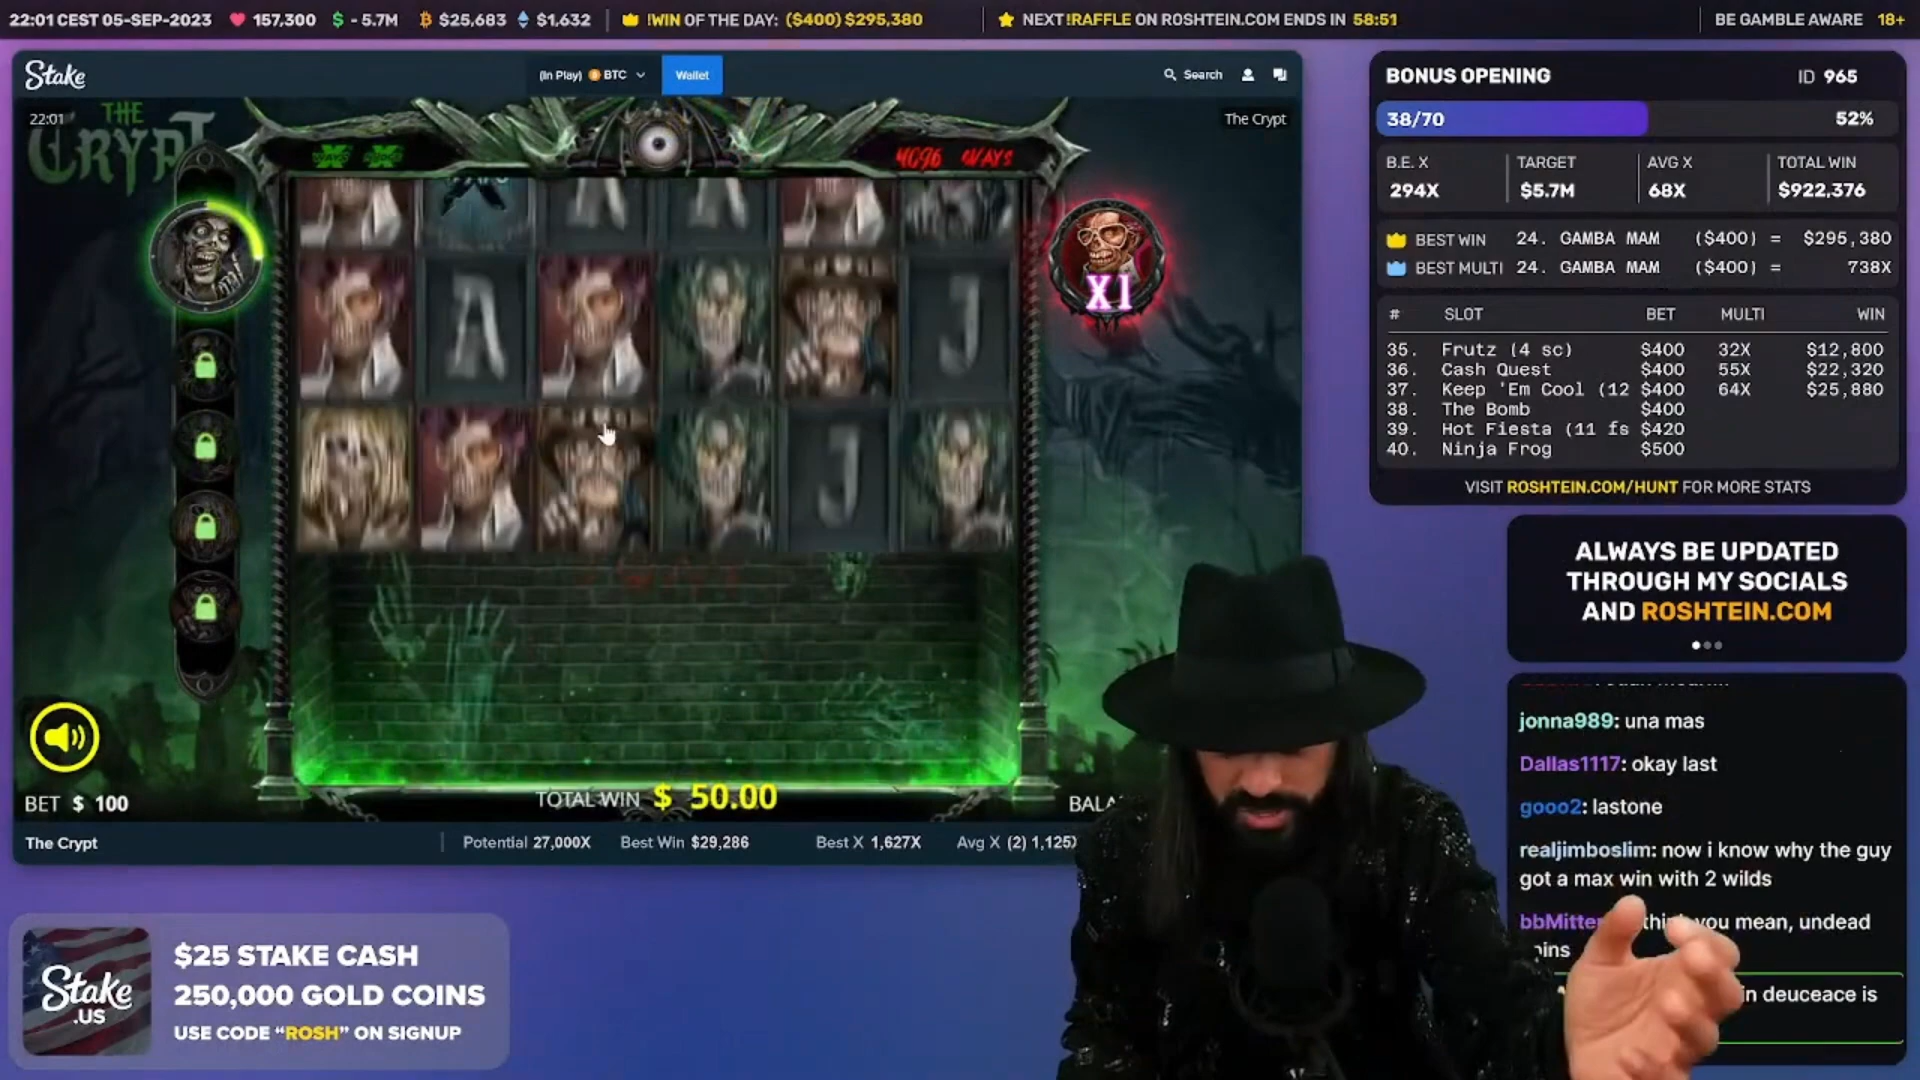 22:01 CEST 05-SEP-2023 157,300 $ - 5.7M $25,683 $1,632 !WIN OF THE DAY: ($400) $295,380 NEXT !RAFFLE ON ROSHTEIN.COM ENDS IN 58:51 BE GAMBLE AWARE 18+
Stake (In Play) BTC Wallet Search
22:01 THE CRYPT The Crypt
X WAYS X 4096 WAYS
A A
A J
J
X1
BET $ 100
TOTAL WIN $ 50.00
The Crypt Potential 27,000X Best Win $29,286 Best X 1,627X Avg X (2) 1,125X
Stake .US
$25 STAKE CASH
250,000 GOLD COINS
USE CODE “ROSH” ON SIGNUP
BONUS OPENING ID 965
38/70 52%
B.E. X TARGET AVG X TOTAL WIN
294X $5.7M 68X $922,376
BEST WIN 24. GAMBA MAM ($400) = $295,380
BEST MULTI 24. GAMBA MAM ($400) = 738X
# SLOT BET MULTI WIN
35. Frutz (4 sc) $400 32X $12,800
36. Cash Quest $400 55X $22,320
37. Keep 'Em Cool (12 $400 64X $25,880
38. The Bomb $400
39. Hot Fiesta (11 fs $420
40. Ninja Frog $500
VISIT ROSHTEIN.COM/HUNT FOR MORE STATS
ALWAYS BE UPDATED
THROUGH MY SOCIALS
AND ROSHTEIN.COM
jonna989: una mas
Dallas1117: okay last
gooo2: lastone
realjimboslim: now i know why the guy
got a max win with 2 wilds
you mean, undead
in deuceace is